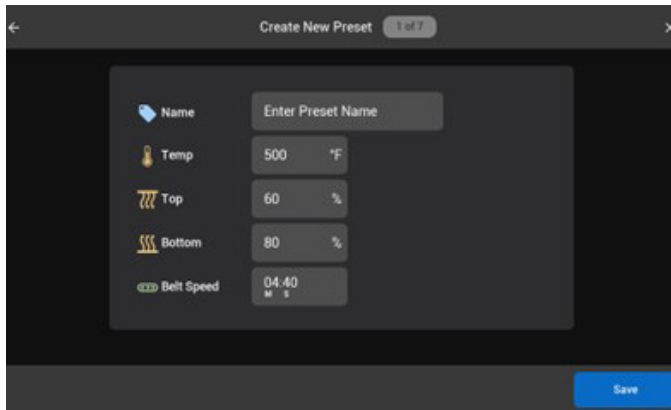 Create New Preset 1 of 7
Name Enter Preset Name
Temp 500 °F
Top 60 %
Bottom 80 %
Belt Speed 04:40
M S
Save